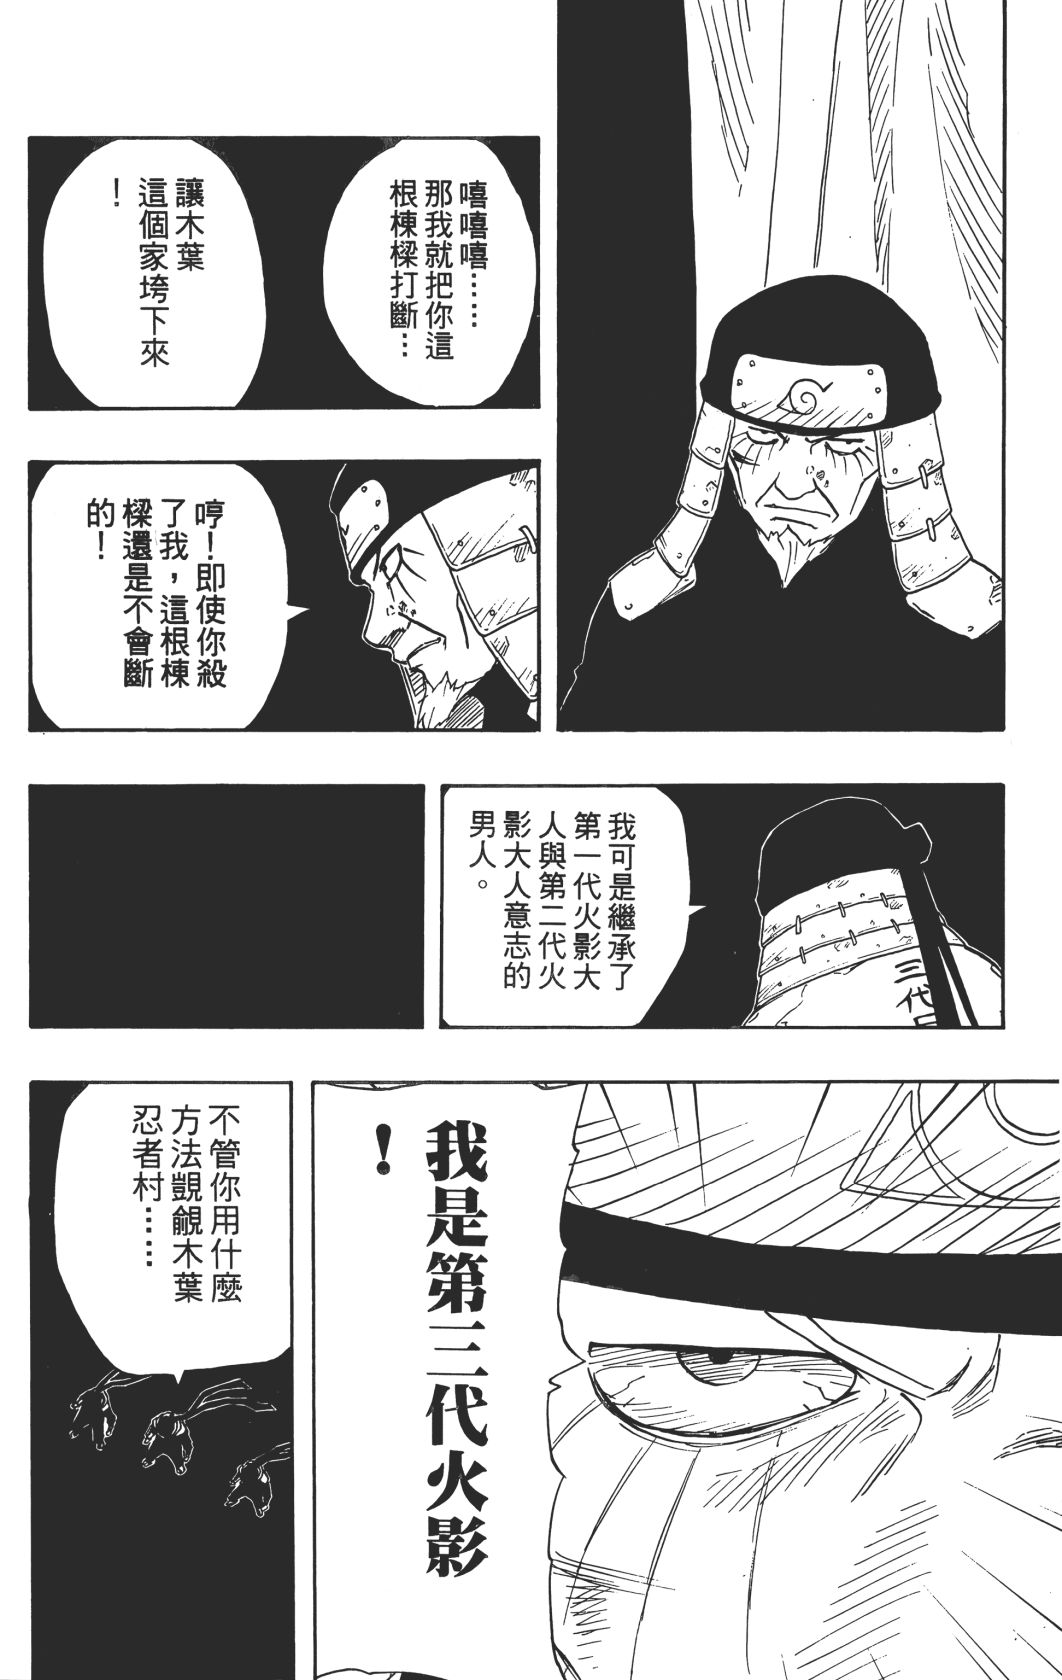 嘻嘻嘻……
那我就把你這
根棟樑打斷…
讓木葉
這個家垮下來
！
哼！即使你殺
了我，這根棟
樑還是不會斷
的！
我可是繼承了
第一代火影大
人與第二代火
影大人意志的
男人。
三代目
我是第三代火影
！
不管你用什麼
方法覬覦木葉
忍者村……